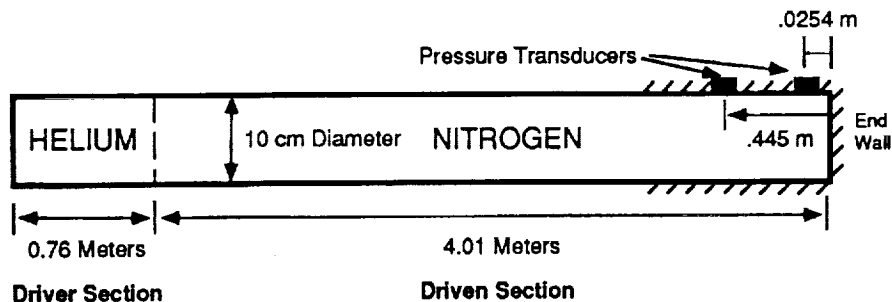 .0254 m
Pressure Transducers
HELIUM
10 cm Diameter
NITROGEN
.445 m
End
Wall
0.76 Meters
4.01 Meters
Driver Section
Driven Section